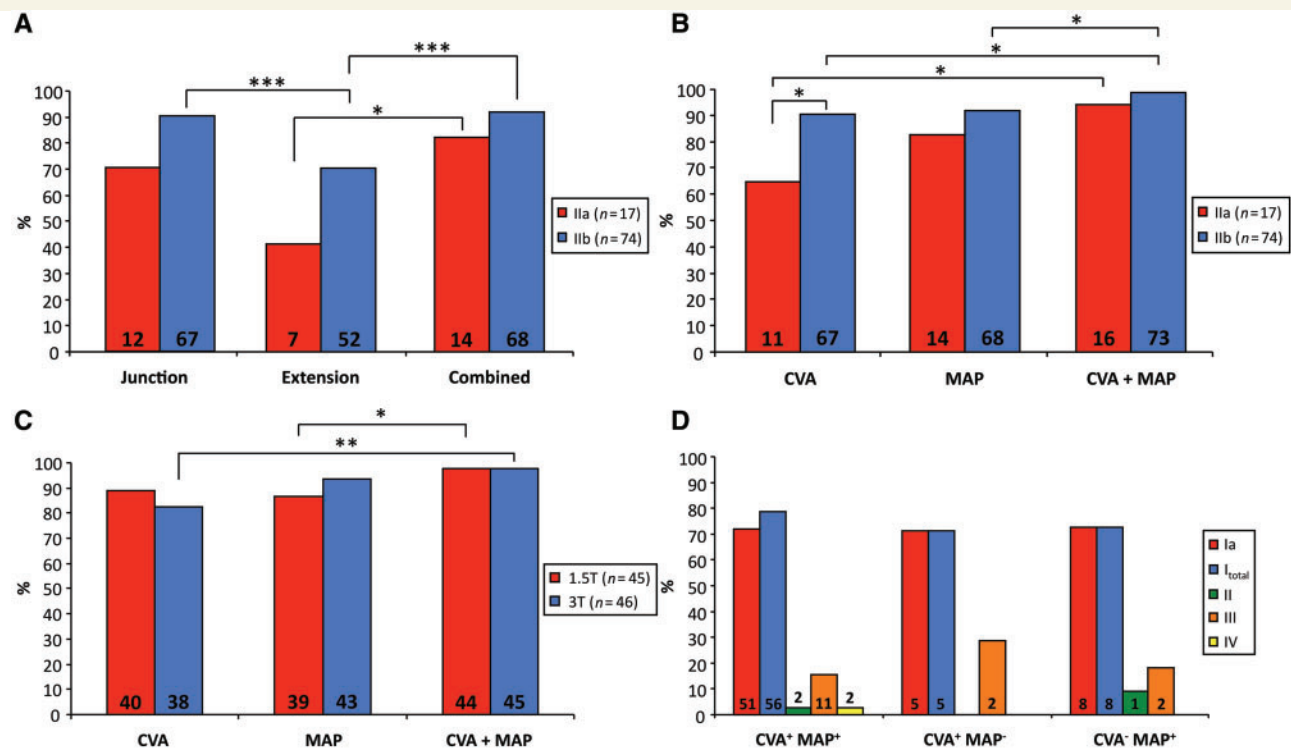 A
***
***
*
100
90
80
70
60
50
40
30
20
10
0
%
12 67 7 52 14 68
Junction Extension Combined
IIa (n=17)
IIb (n=74)
B
*
*
*
*
100
90
80
70
60
50
40
30
20
10
0
%
11 67 14 68 16 73
CVA MAP CVA + MAP
IIa (n=17)
IIb (n=74)
C
*
**
100
90
80
70
60
50
40
30
20
10
0
%
40 38 39 43 44 45
CVA MAP CVA + MAP
1.5T (n=45)
3T (n=46)
D
100
90
80
70
60
50
40
30
20
10
0
%
51 56 2 11 2 5 5 2 8 8 1 2
CVA⁺ MAP⁺ CVA⁺ MAP⁻ CVA⁻ MAP⁺
Ia
Itotal
II
III
IV